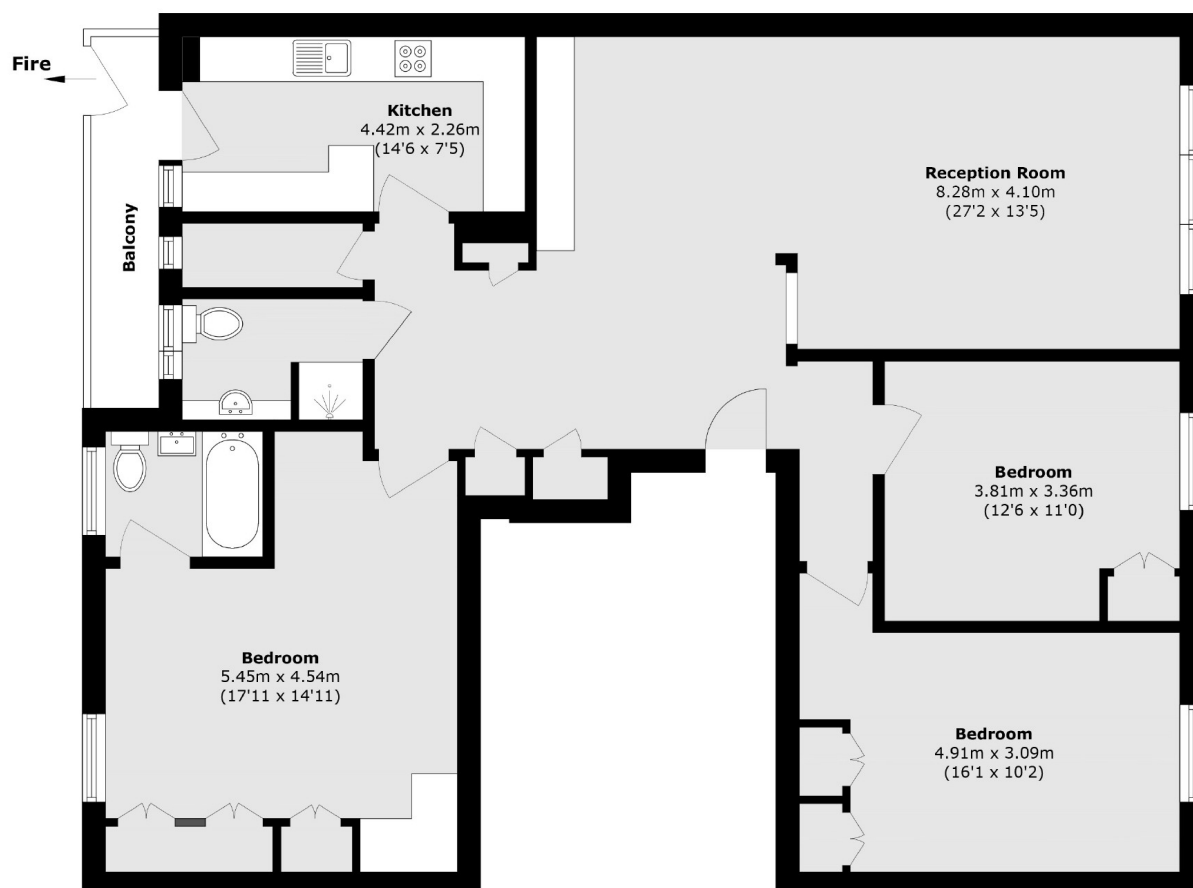 Fire
Kitchen
4.42m x 2.26m
(14'6 x 7'5)
Balcony
Reception Room
8.28m x 4.10m
(27'2 x 13'5)
Bedroom
3.81m x 3.36m
(12'6 x 11'0)
Bedroom
5.45m x 4.54m
(17'11 x 14'11)
Bedroom
4.91m x 3.09m
(16'1 x 10'2)